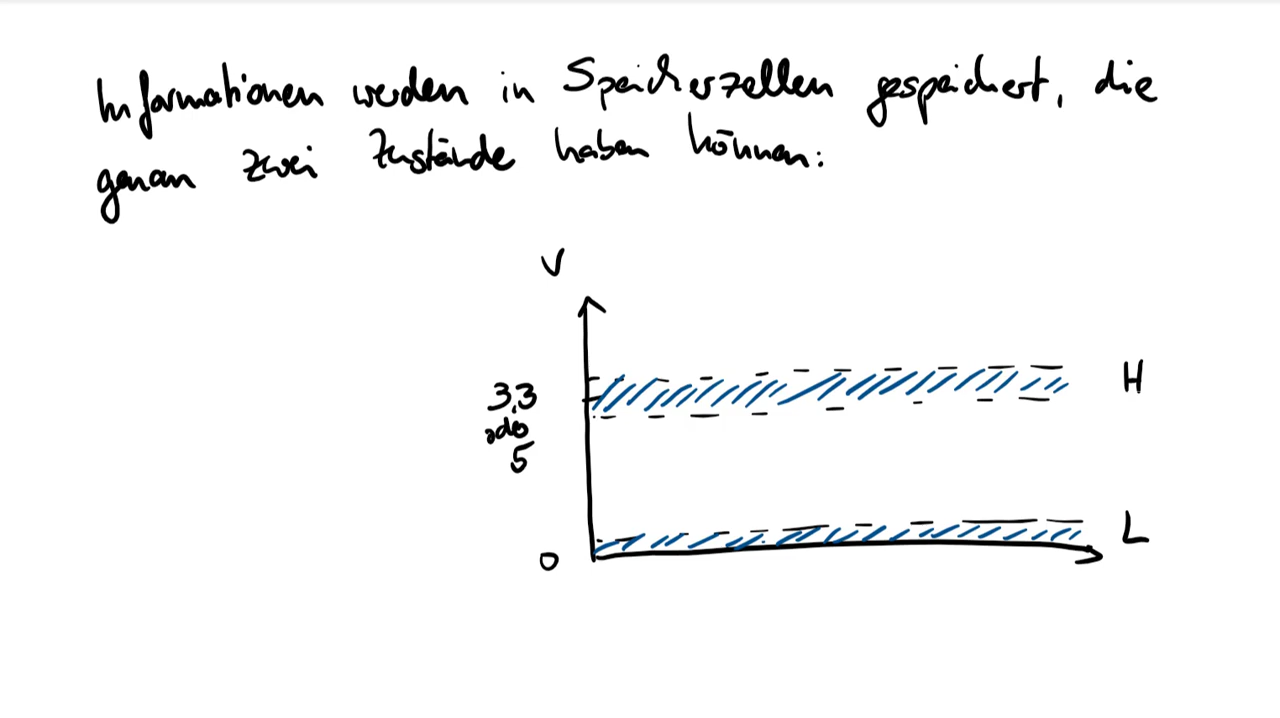 Informationen werden in Speicherzellen gespeichert, die
genau zwei Zustände haben können:
V
3,3
oder
5
H
L
0